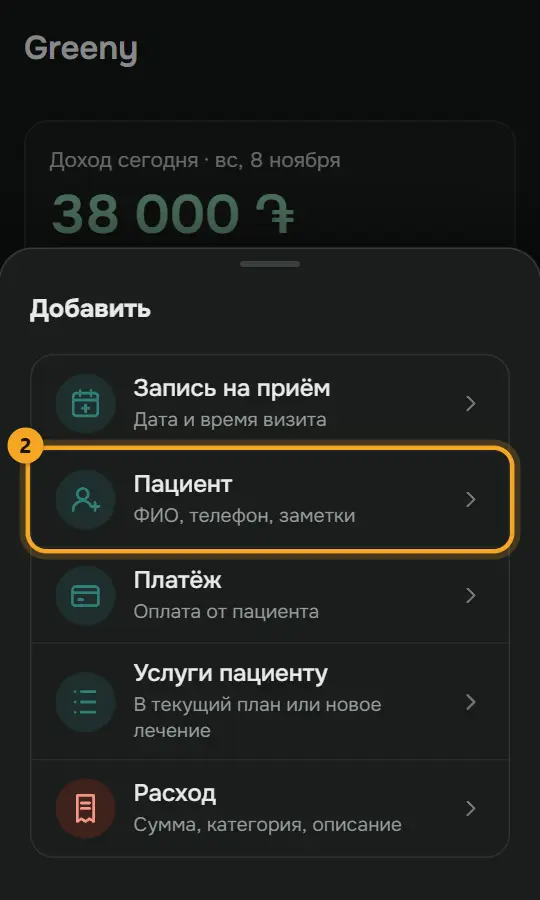 Greeny
Доход сегодня · вс, 8 ноября
38 000 ֏
Добавить
Запись на приём
Дата и время визита
2
Пациент
ФИО, телефон, заметки
Платёж
Оплата от пациента
Услуги пациенту
В текущий план или новое
лечение
Расход
Сумма, категория, описание